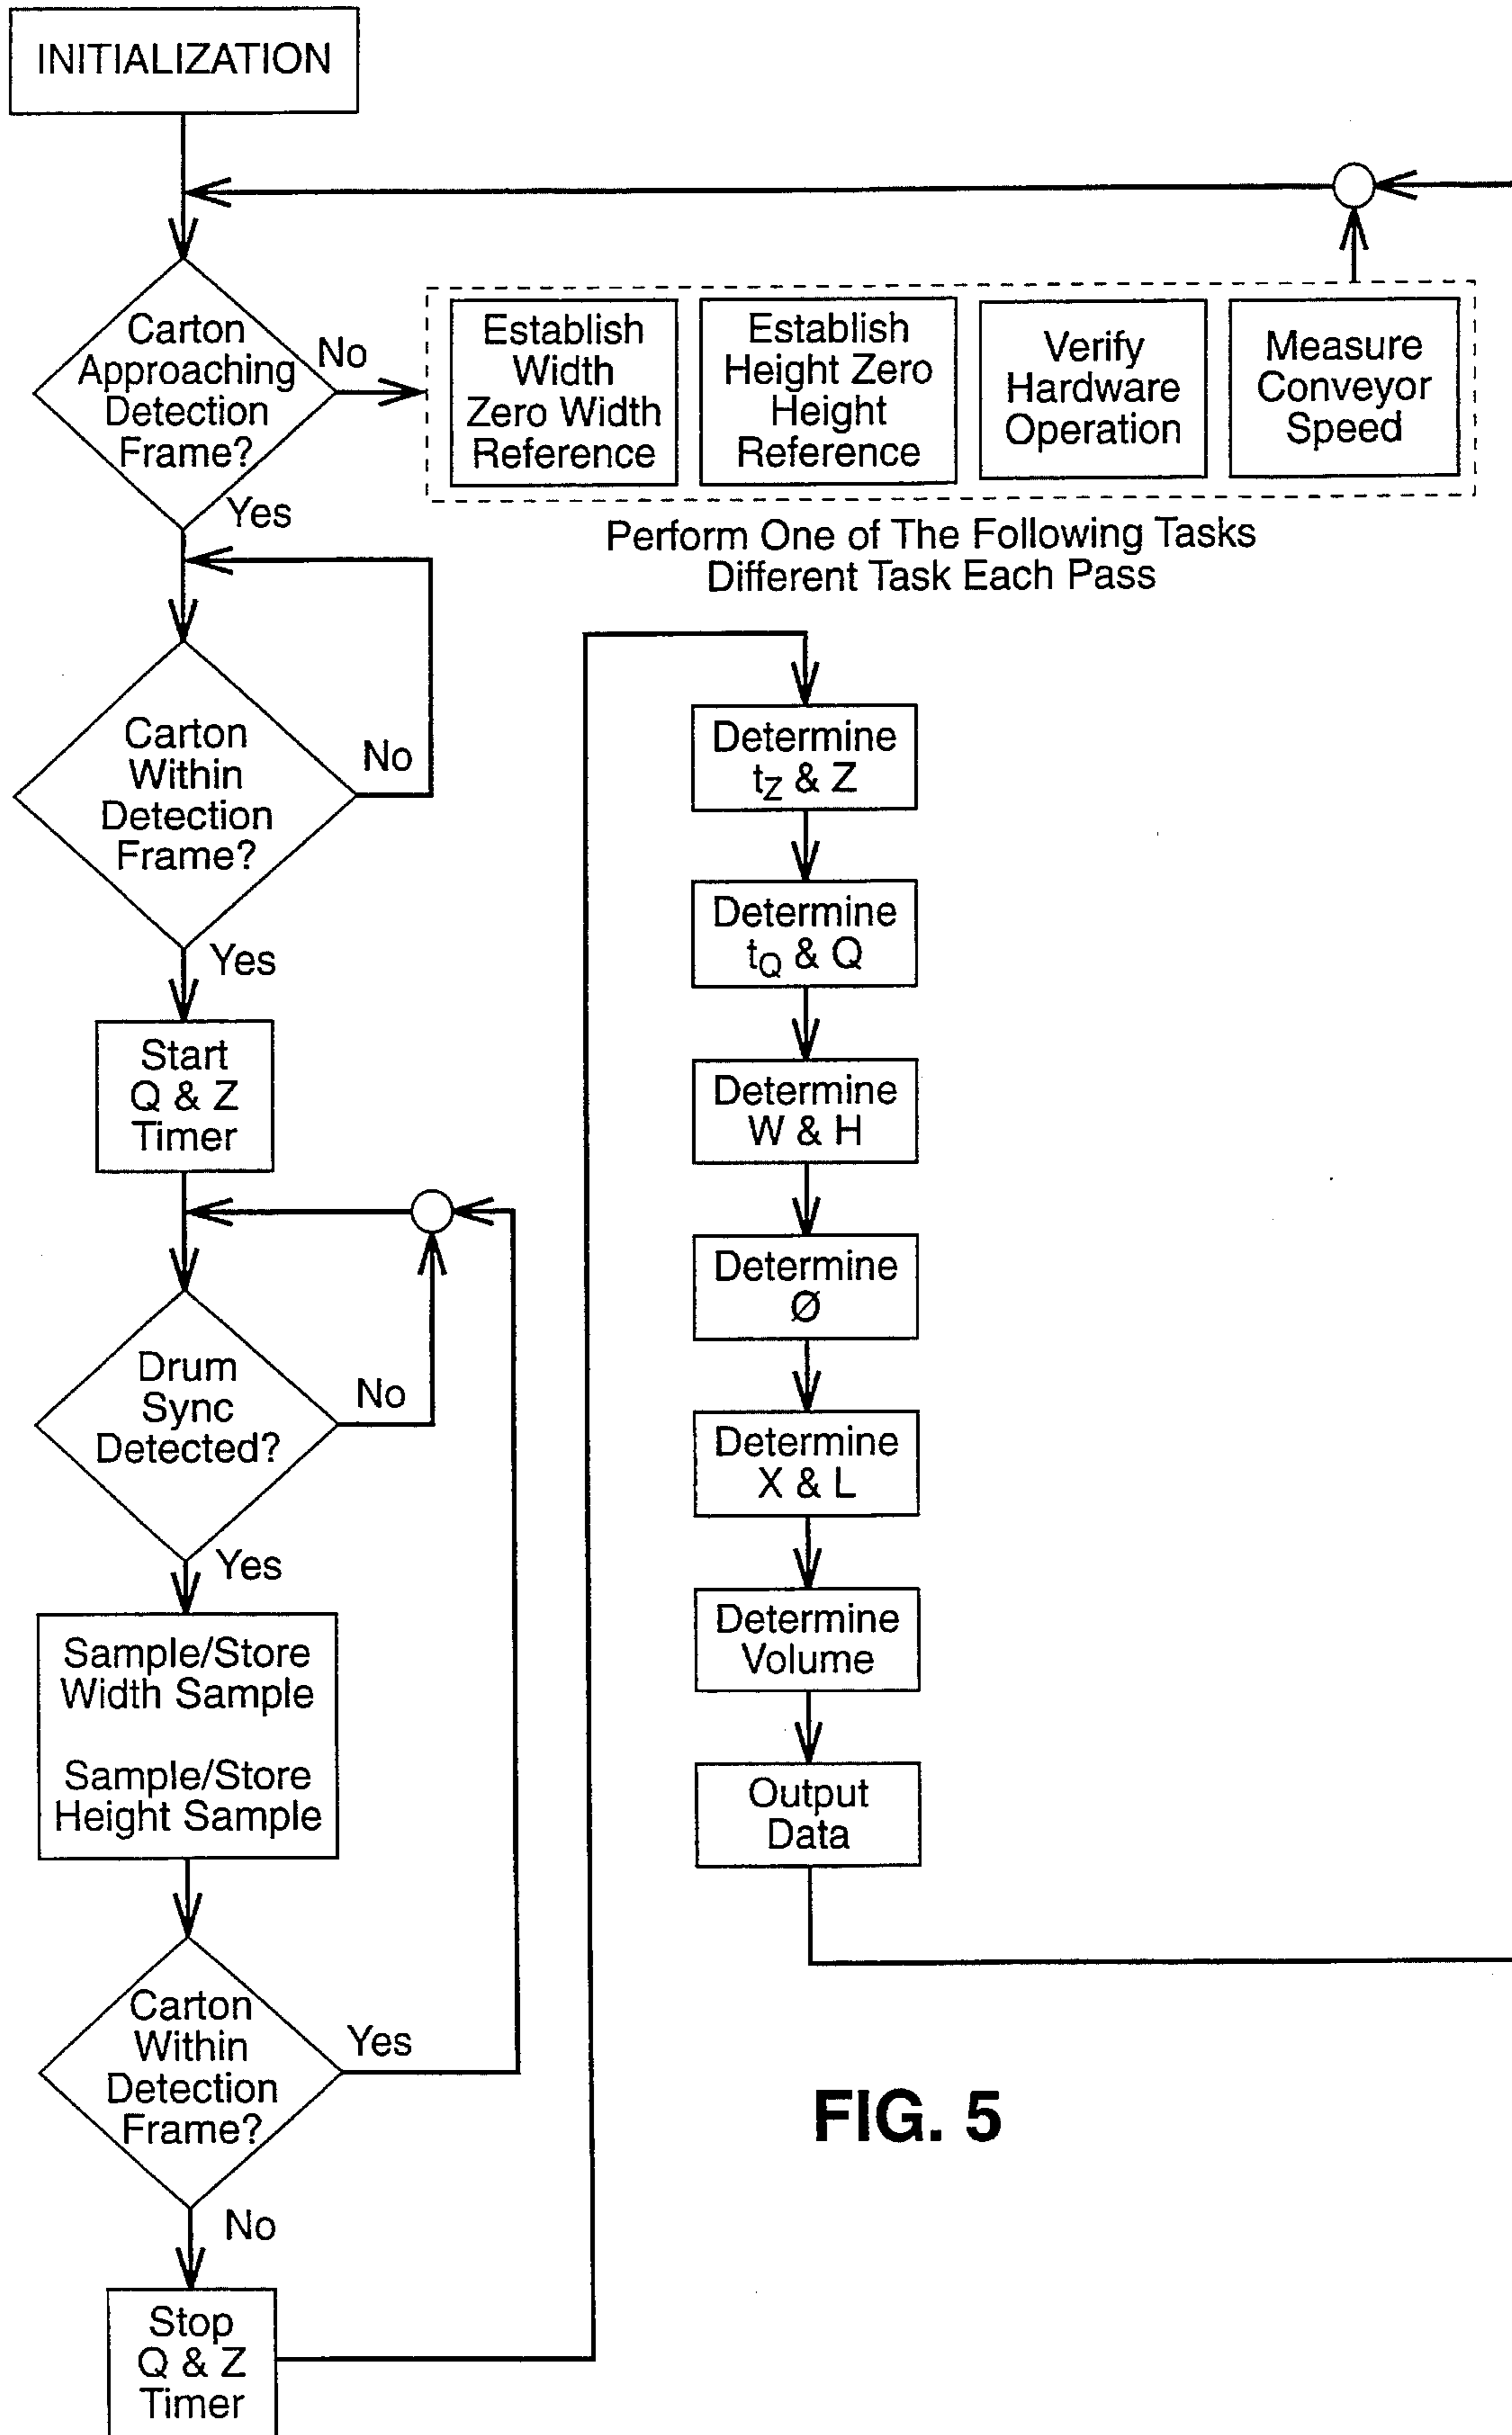 INITIALIZATION
Carton
Approaching
Detection
Frame?
No
Yes
Establish
Width
Zero Width
Reference
Establish
Height Zero
Height
Reference
Verify
Hardware
Operation
Measure
Conveyor
Speed
Perform One of The Following Tasks
Different Task Each Pass
Carton
Within
Detection
Frame?
No
Yes
Start
Q & Z
Timer
Drum
Sync
Detected?
No
Yes
Sample/Store
Width Sample
Sample/Store
Height Sample
Carton
Within
Detection
Frame?
Yes
No
Stop
Q & Z
Timer
Determine
tZ & Z
Determine
tQ & Q
Determine
W & H
Determine
Ø
Determine
X & L
Determine
Volume
Output
Data
FIG. 5